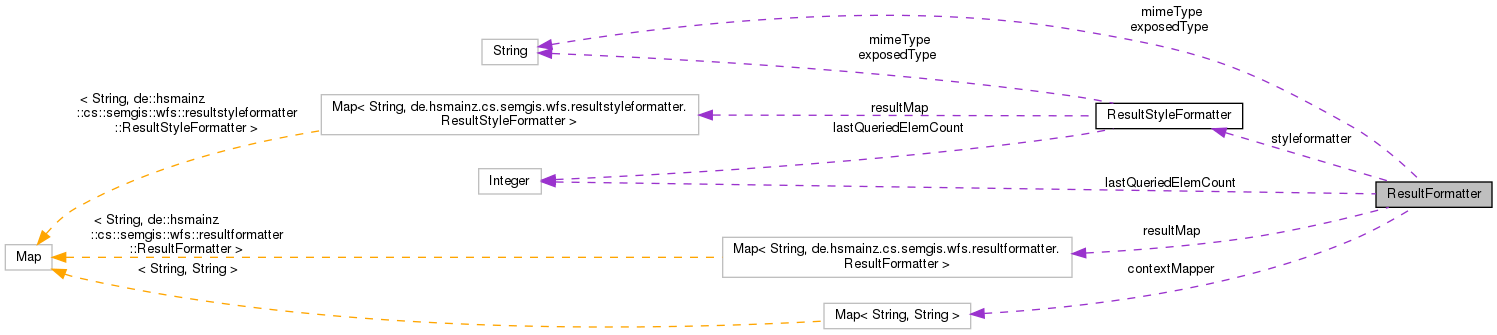 mimeType
exposedType
String
mimeType
exposedType
< String, de::hsmainz
::cs::semgis::wfs::resultstyleformatter
::ResultStyleFormatter >
Map< String, de.hsmainz.cs.semgis.wfs.resultstyleformatter.
ResultStyleFormatter >
resultMap
ResultStyleFormatter
lastQueriedElemCount
styleformatter
Integer
lastQueriedElemCount
ResultFormatter
< String, de::hsmainz
::cs::semgis::wfs::resultformatter
::ResultFormatter >
Map
Map< String, de.hsmainz.cs.semgis.wfs.resultformatter.
ResultFormatter >
resultMap
< String, String >
contextMapper
Map< String, String >